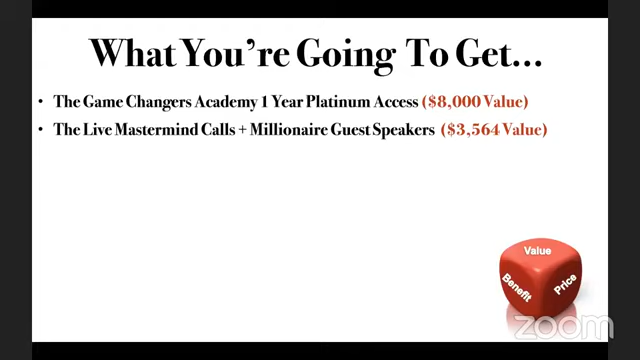 What You're Going To Get...
• The Game Changers Academy 1 Year Platinum Access ($8,000 Value)
• The Live Mastermind Calls + Millionaire Guest Speakers ($3,564 Value)
Value
Benefit
Price
zoom